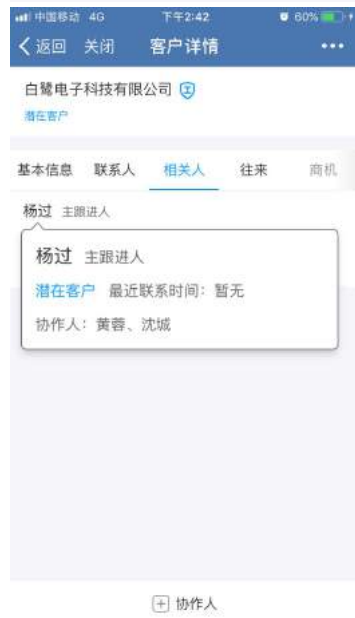 中国移动 4G 下午2:42 60%
返回 关闭 客户详情
白鹭电子科技有限公司
潜在客户
基本信息 联系人 相关人 往来 商机
杨过 主跟进人
杨过 主跟进人
潜在客户 最近联系时间：暂无
协作人：黄蓉、沈城
协作人